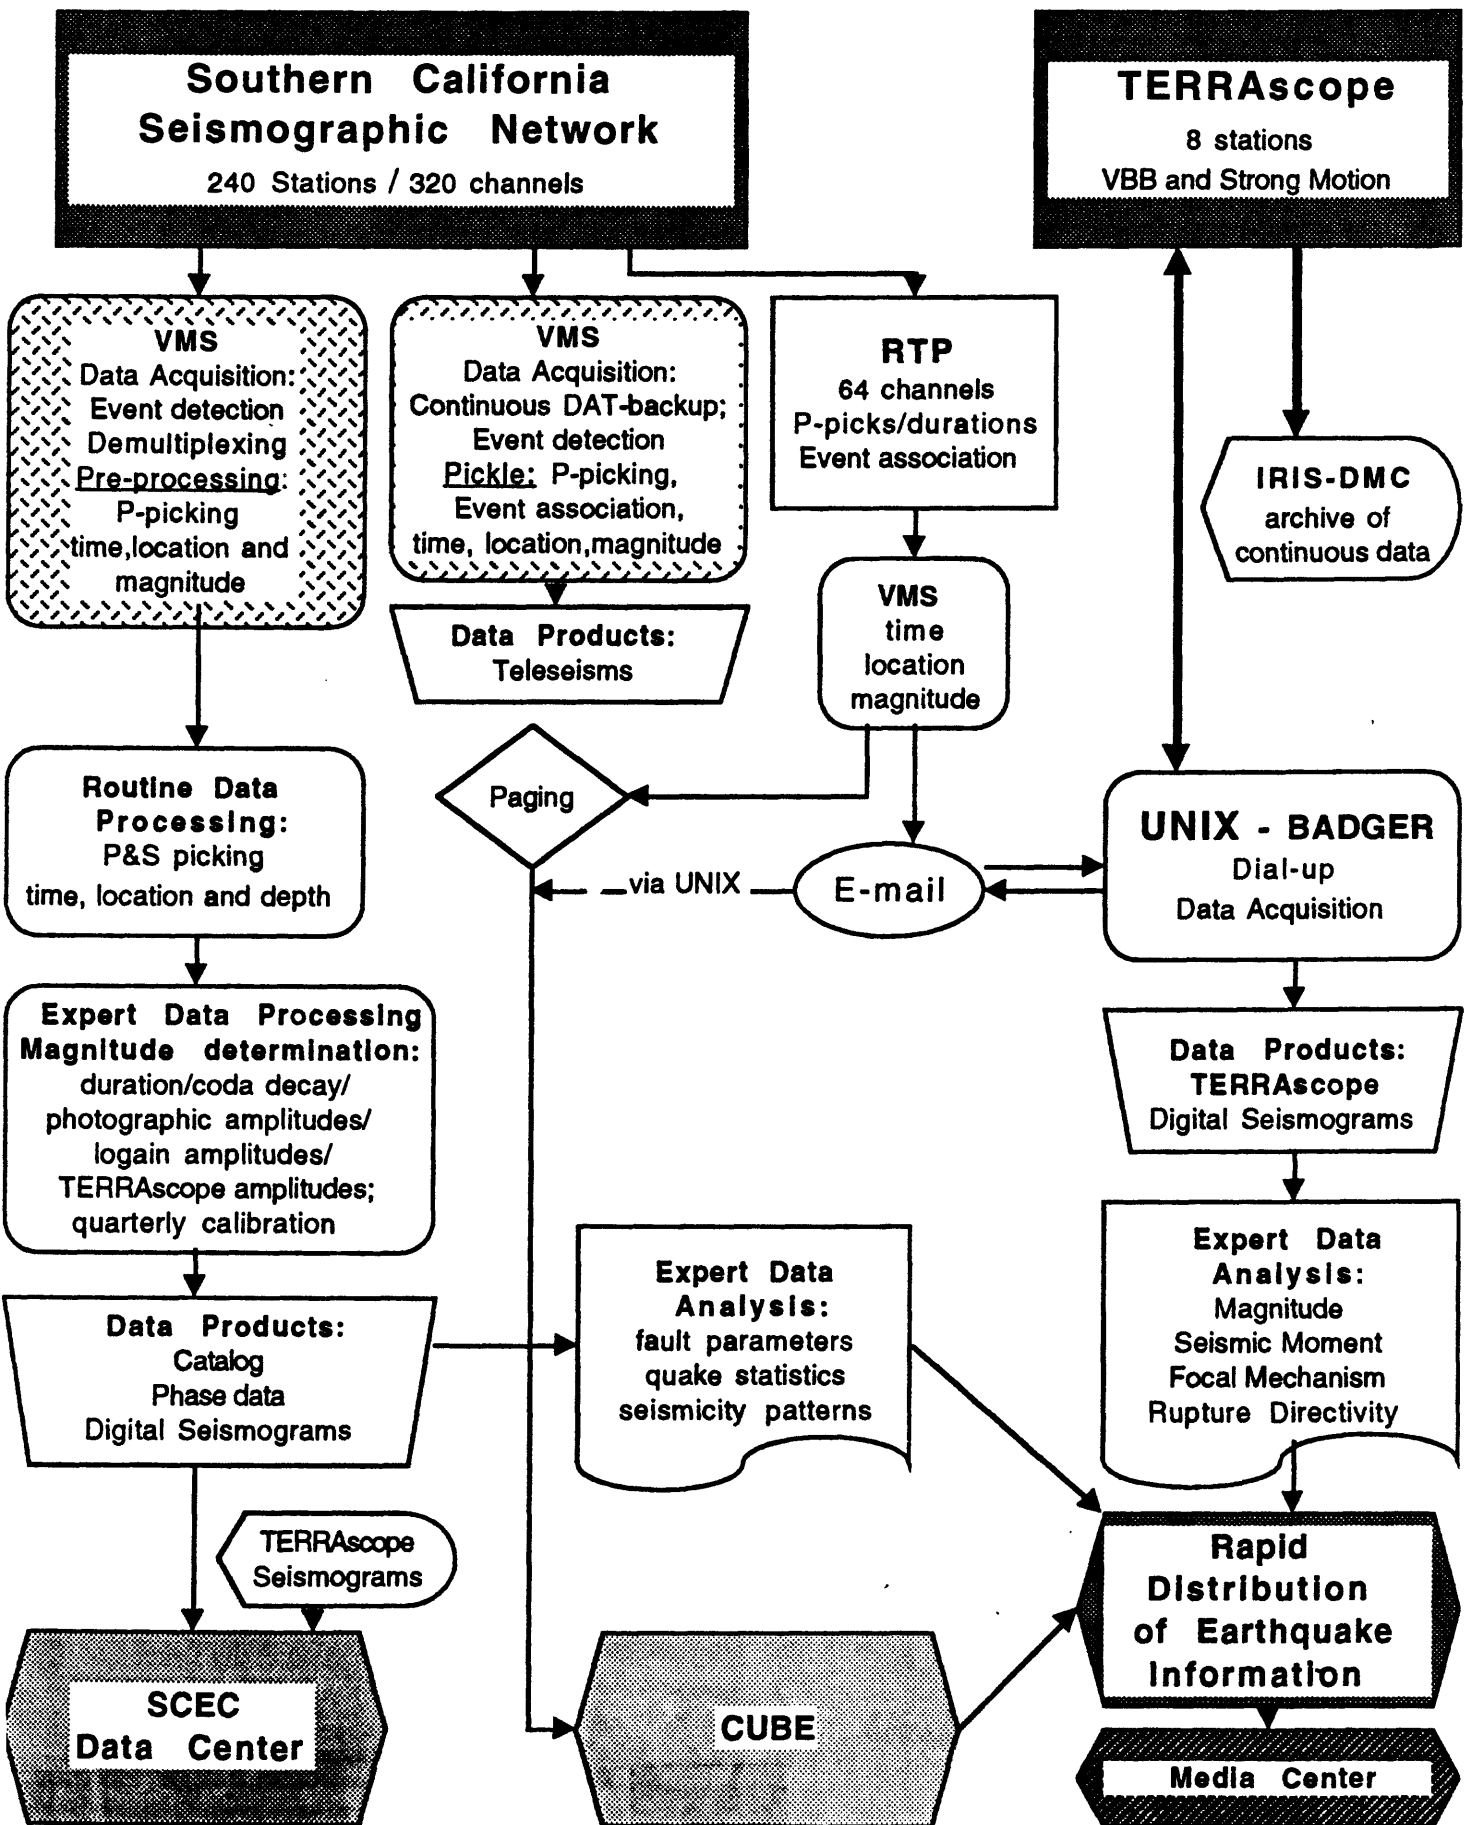 Southern California
Seismographic Network
240 Stations / 320 channels
TERRAscope
8 stations
VBB and Strong Motion
VMS
Data Acquisition:
Event detection
Demultiplexing
Pre-processing:
P-picking
time,location and
magnitude
VMS
Data Acquisition:
Continuous DAT-backup;
Event detection
Pickle: P-picking,
Event association,
time, location,magnitude
RTP
64 channels
P-picks/durations
Event association
IRIS-DMC
archive of
continuous data
Data Products:
Teleseisms
VMS
time
location
magnitude
Paging
Routine Data
Processing:
P&S picking
time, location and depth
via UNIX
E-mail
UNIX - BADGER
Dial-up
Data Acquisition
Expert Data Processing
Magnitude determination:
duration/coda decay/
photographic amplitudes/
logain amplitudes/
TERRAscope amplitudes;
quarterly calibration
Data Products:
TERRAscope
Digital Seismograms
Data Products:
Catalog
Phase data
Digital Seismograms
Expert Data
Analysis:
fault parameters
quake statistics
seismicity patterns
Expert Data
Analysis:
Magnitude
Seismic Moment
Focal Mechanism
Rupture Directivity
TERRAscope
Seismograms
Rapid
Distribution
of Earthquake
Information
SCEC
Data Center
CUBE
Media Center